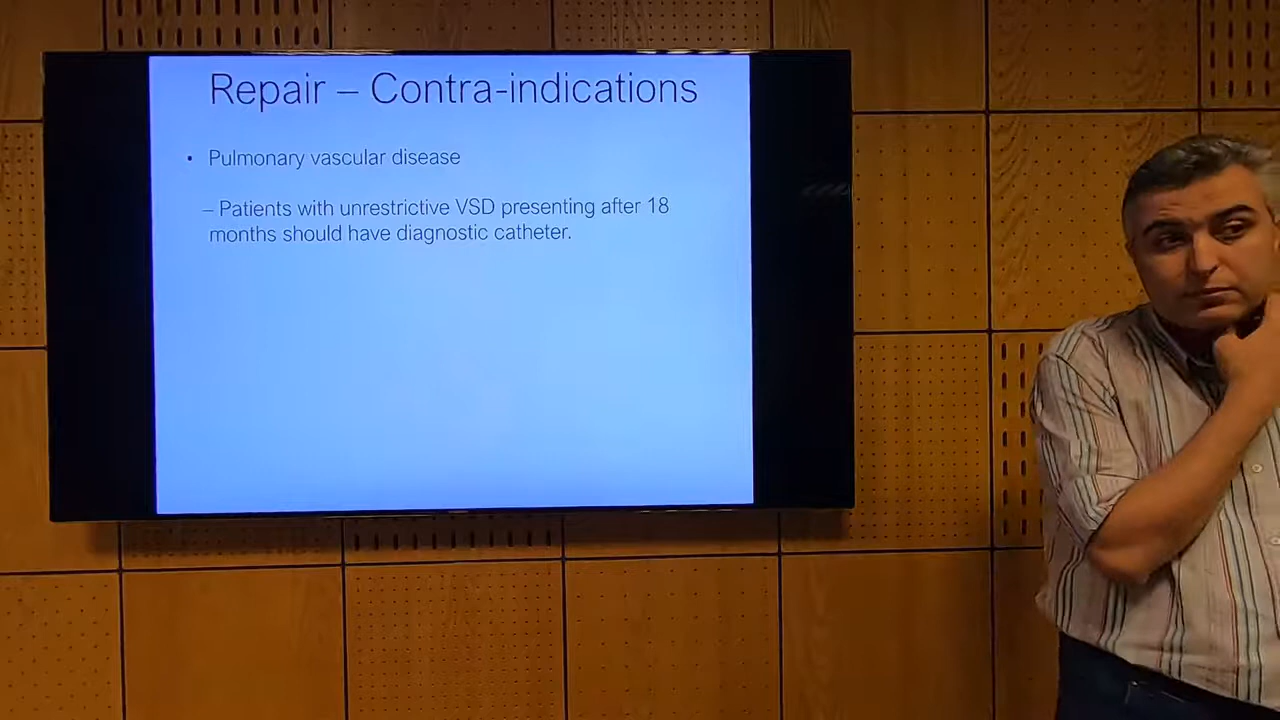 Repair – Contra-indications
• Pulmonary vascular disease
– Patients with unrestrictive VSD presenting after 18
months should have diagnostic catheter.